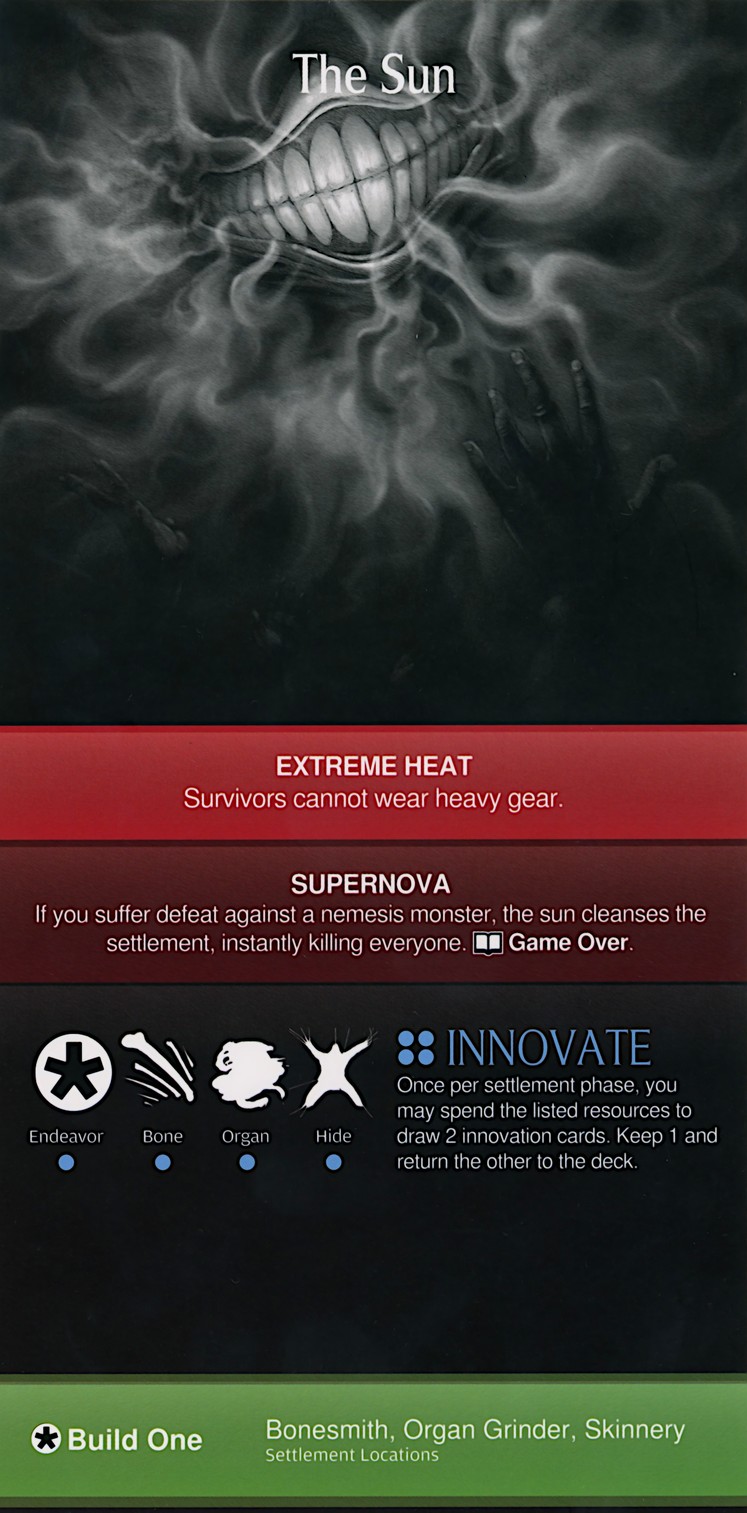 The Sun
EXTREME HEAT
Survivors cannot wear heavy gear.
SUPERNOVA
If you suffer defeat against a nemesis monster, the sun cleanses the
settlement, instantly killing everyone. Game Over.
INNOVATE
Once per settlement phase, you
may spend the listed resources to
draw 2 innovation cards. Keep 1 and
return the other to the deck.
Endeavor Bone Organ Hide
Build One
Bonesmith, Organ Grinder, Skinnery
Settlement Locations